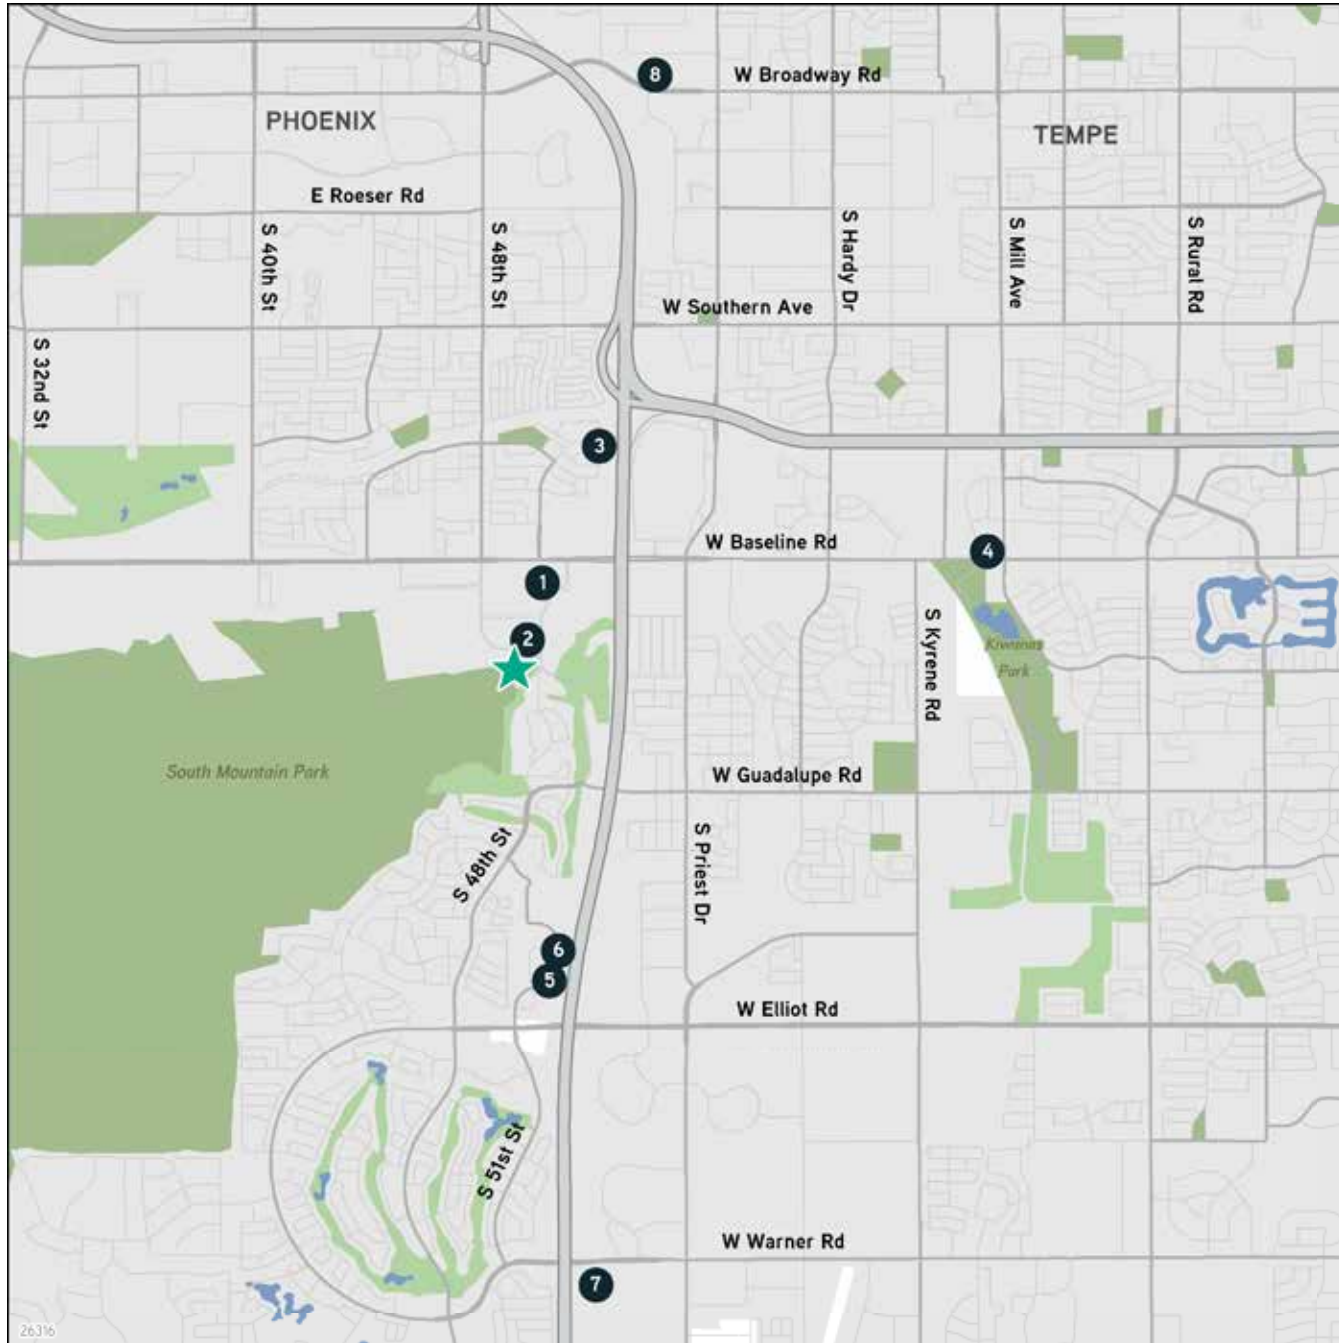 8
W Broadway Rd
PHOENIX
TEMPE
E Roeser Rd
S 40th St
S 48th St
S Hardy Dr
S Mill Ave
S Rural Rd
W Southern Ave
S 32nd St
3
W Baseline Rd
4
1
2
S Kyrene Rd
Kiwanas
Park
South Mountain Park
W Guadalupe Rd
S 48th St
S Priest Dr
6
5
W Elliot Rd
S 51st St
W Warner Rd
7
26316